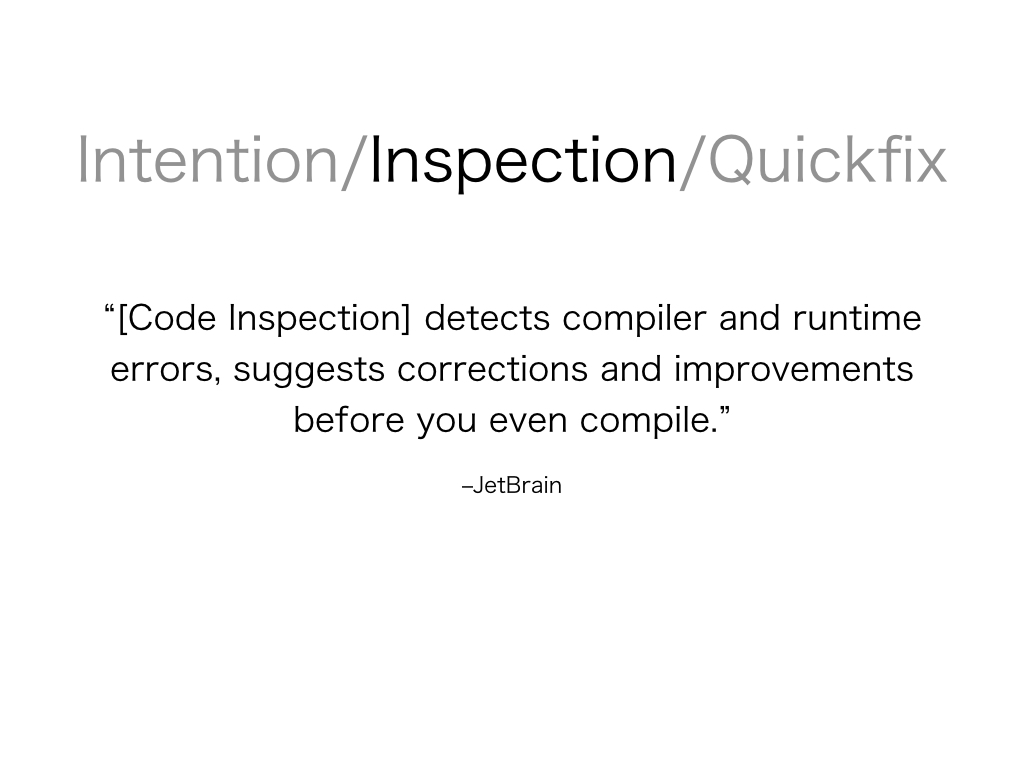 Intention/Inspection/Quickfix
“[Code Inspection] detects compiler and runtime
errors, suggests corrections and improvements
before you even compile.”
–JetBrain